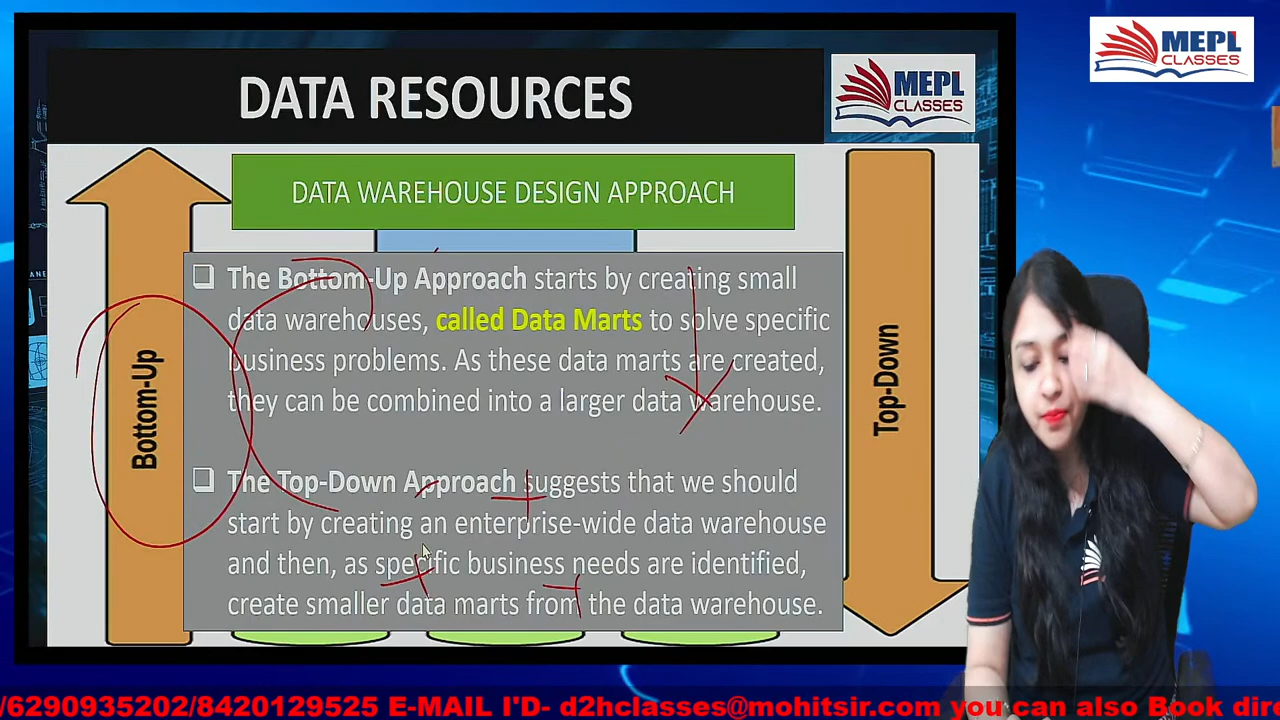 DATA RESOURCES
MEPL
CLASSES
MEPL
CLASSES
DATA WAREHOUSE DESIGN APPROACH
Bottom-Up
Top-Down
The Bottom-Up Approach starts by creating small
data warehouses, called Data Marts to solve specific
business problems. As these data marts are created,
they can be combined into a larger data warehouse.
The Top-Down Approach suggests that we should
start by creating an enterprise-wide data warehouse
and then, as specific business needs are identified,
create smaller data marts from the data warehouse.
/6290935202/8420129525 E-MAIL I'D- d2hclasses@mohitsir.com you can also Book dire